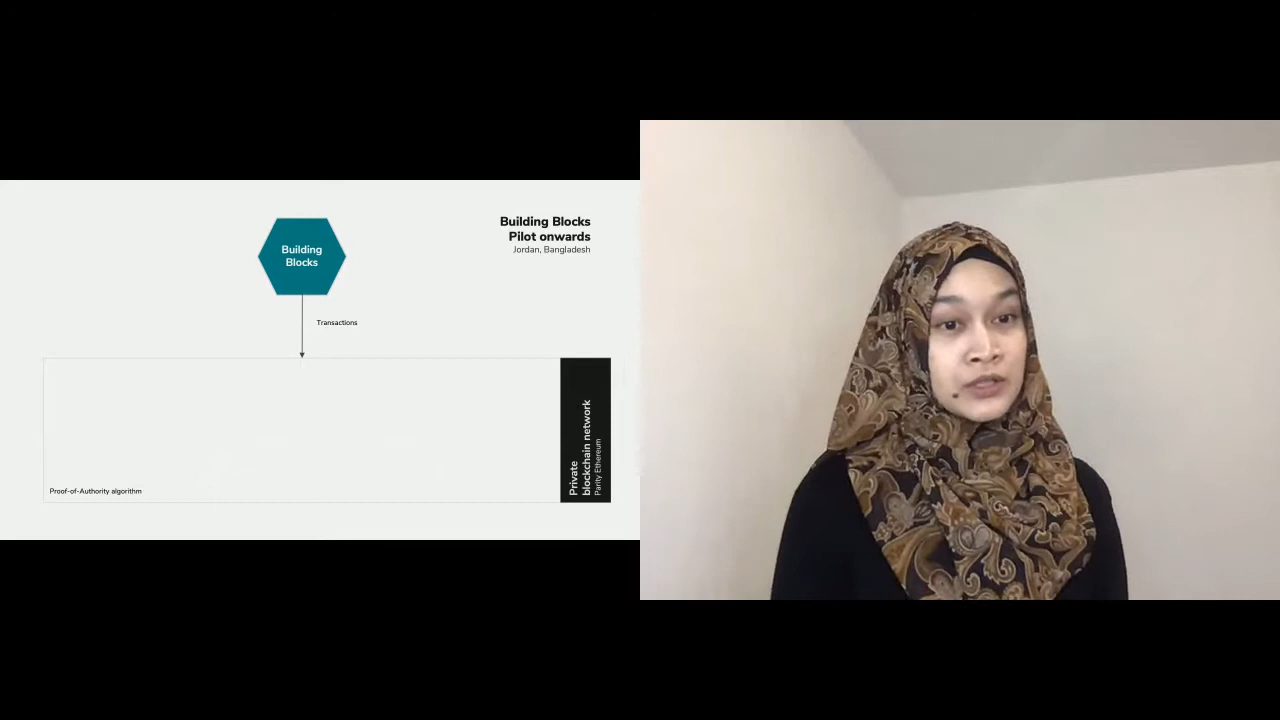 Building
Blocks
Building Blocks
Pilot onwards
Jordan, Bangladesh
Transactions
Proof-of-Authority algorithm
Private
blockchain network
Parity Ethereum